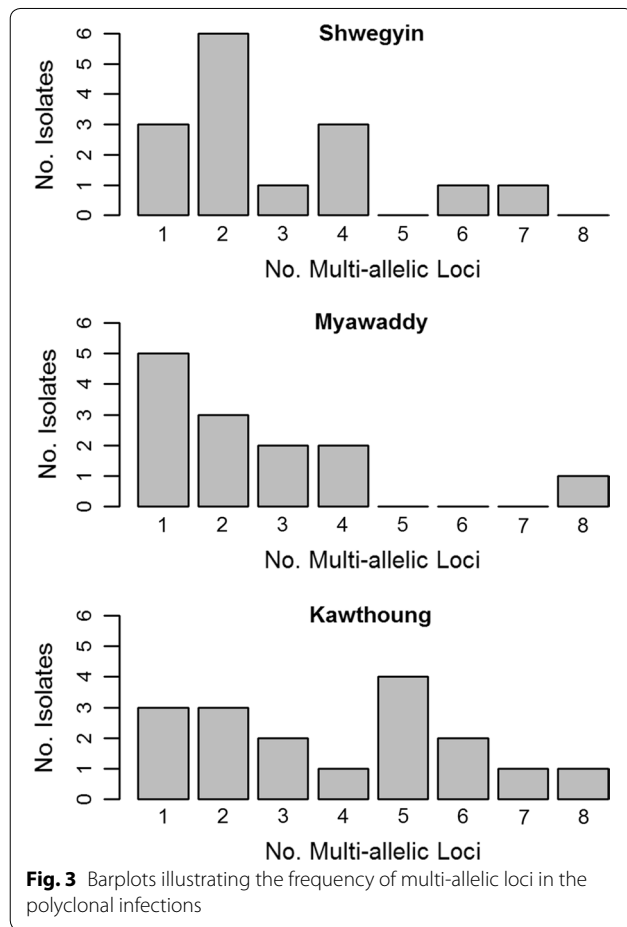 Shwegyin
No. Isolates
6
5
4
3
2
1
0
1 2 3 4 5 6 7 8
No. Multi-allelic Loci
Myawaddy
No. Isolates
6
5
4
3
2
1
0
1 2 3 4 5 6 7 8
No. Multi-allelic Loci
Kawthoung
No. Isolates
6
5
4
3
2
1
0
1 2 3 4 5 6 7 8
No. Multi-allelic Loci
Fig. 3 Barplots illustrating the frequency of multi-allelic loci in the
polyclonal infections